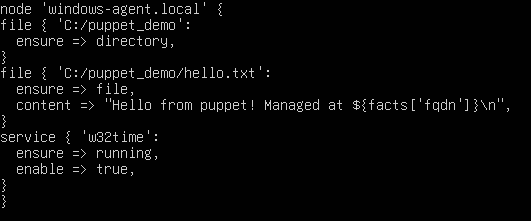 node 'windows-agent.local' {
file { 'C:/puppet_demo':
  ensure => directory,
}
file { 'C:/puppet_demo/hello.txt':
  ensure => file,
  content => "Hello from puppet! Managed at ${facts['fqdn']}\n",
}
service { 'w32time':
  ensure => running,
  enable => true,
}
}